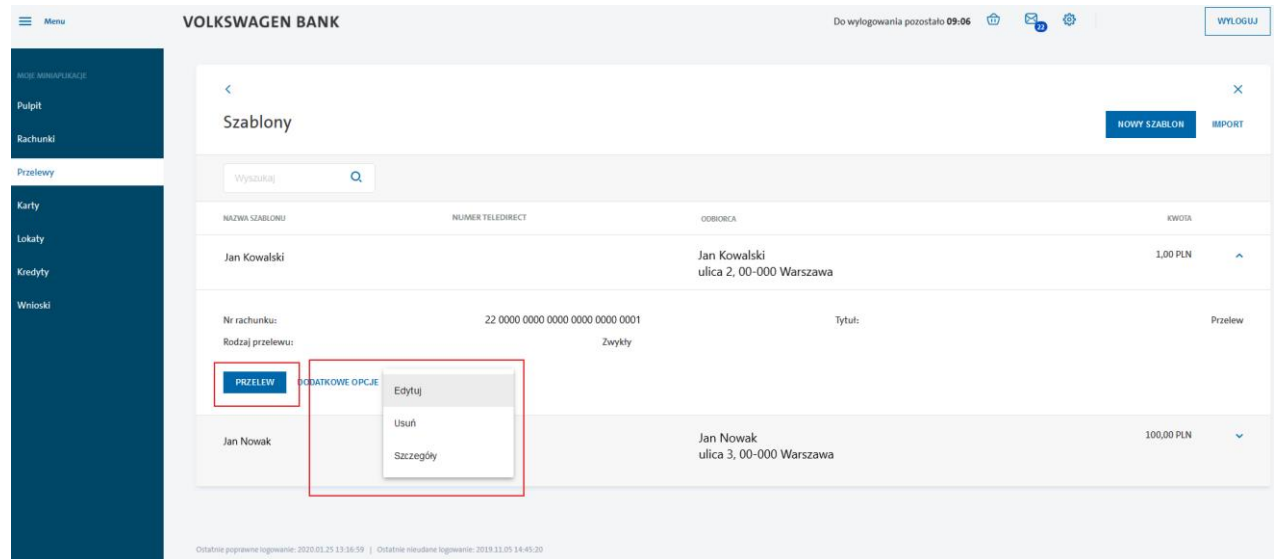 Menu VOLKSWAGEN BANK Do wylogowania pozostało 09:06 22 WYLOGUJ
MOJE MINIAPLIKACJE
Pulpit
Rachunki
Przelewy
Karty
Lokaty
Kredyty
Wnioski
Szablony NOWY SZABLON IMPORT
Wyszukaj
NAZWA SZABLONU NUMER TELEDIRECT ODBIORCA KWOTA
Jan Kowalski Jan Kowalski 1,00 PLN
ulica 2, 00-000 Warszawa
Nr rachunku: 22 0000 0000 0000 0000 0000 0001 Tytuł: Przelew
Rodzaj przelewu: Zwykły
PRZELEW DODATKOWE OPCJE
Edytuj
Usuń
Szczegóły
Jan Nowak Jan Nowak 100,00 PLN
ulica 3, 00-000 Warszawa
Ostatnie poprawne logowanie: 2020.01.25 13:16:59 | Ostatnie nieudane logowanie: 2019.11.05 14:45:20